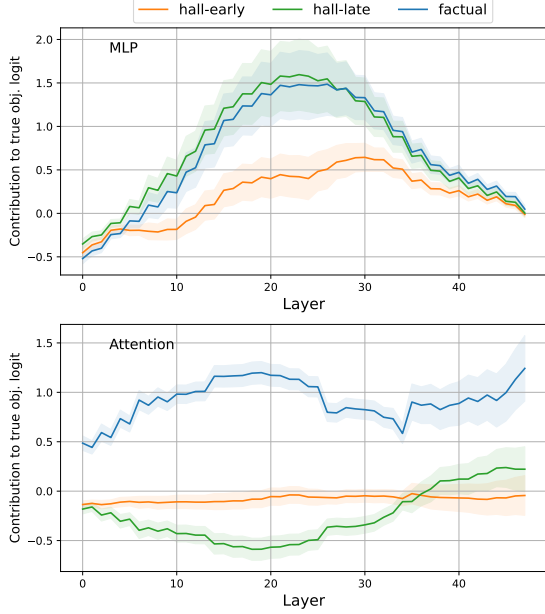 hall-early hall-late factual
MLP
Contribution to true obj. logit
2.0
1.5
1.0
0.5
0.0
−0.5
0 10 20 30 40
Layer
Attention
Contribution to true obj. logit
1.5
1.0
0.5
0.0
−0.5
0 10 20 30 40
Layer